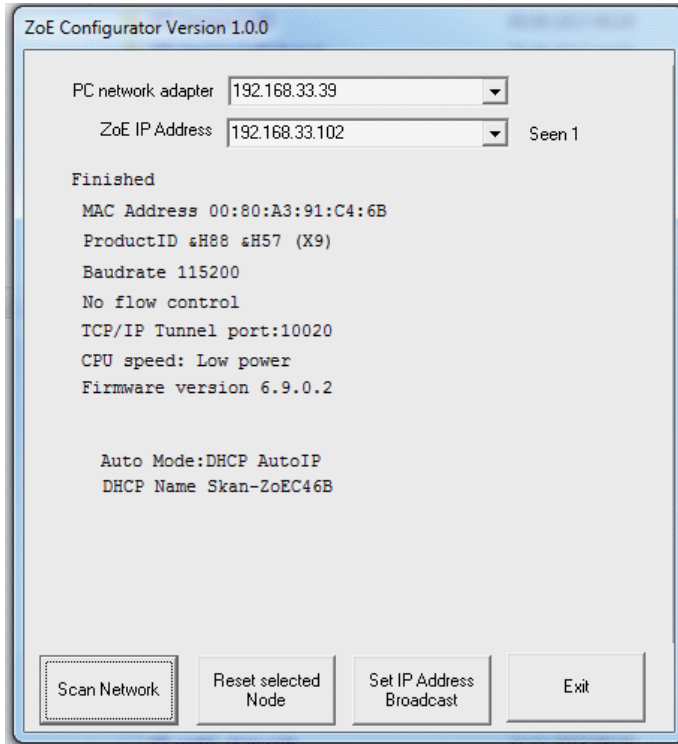 ZoE Configurator Version 1.0.0
PC network adapter 192.168.33.39
ZoE IP Address 192.168.33.102 Seen 1
Finished
MAC Address 00:80:A3:91:C4:6B
ProductID &H88 &H57 (X9)
Baudrate 115200
No flow control
TCP/IP Tunnel port:10020
CPU speed: Low power
Firmware version 6.9.0.2
Auto Mode:DHCP AutoIP
DHCP Name Skan-ZoEC46B
Scan Network
Reset selected
Node
Set IP Address
Broadcast
Exit